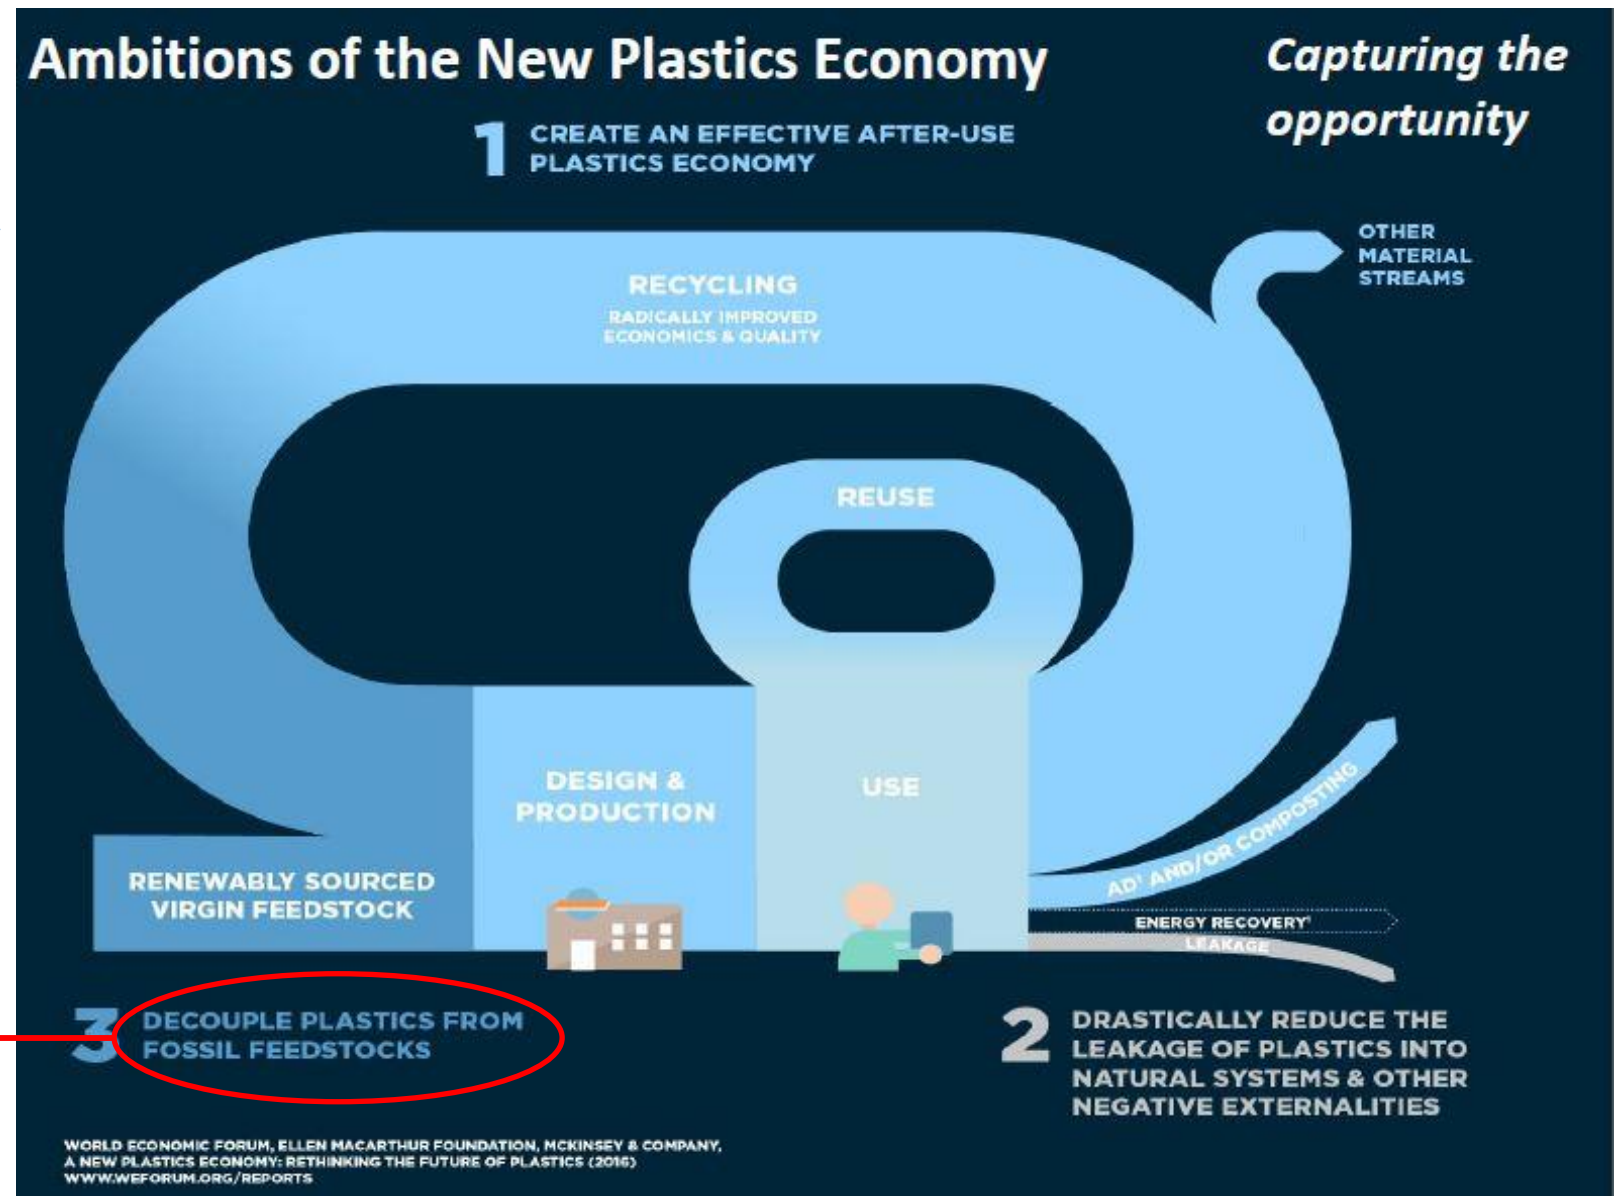 Ambitions of the New Plastics Economy
Capturing the
opportunity
1 CREATE AN EFFECTIVE AFTER-USE
PLASTICS ECONOMY
OTHER
MATERIAL
STREAMS
RECYCLING
RADICALLY IMPROVED
ECONOMICS & QUALITY
REUSE
DESIGN &
PRODUCTION
USE
RENEWABLY SOURCED
VIRGIN FEEDSTOCK
AD¹ AND/OR COMPOSTING
ENERGY RECOVERY¹
LEAKAGE
3 DECOUPLE PLASTICS FROM
FOSSIL FEEDSTOCKS
2 DRASTICALLY REDUCE THE
LEAKAGE OF PLASTICS INTO
NATURAL SYSTEMS & OTHER
NEGATIVE EXTERNALITIES
WORLD ECONOMIC FORUM, ELLEN MACARTHUR FOUNDATION, MCKINSEY & COMPANY,
A NEW PLASTICS ECONOMY: RETHINKING THE FUTURE OF PLASTICS (2016)
WWW.WEFORUM.ORG/REPORTS